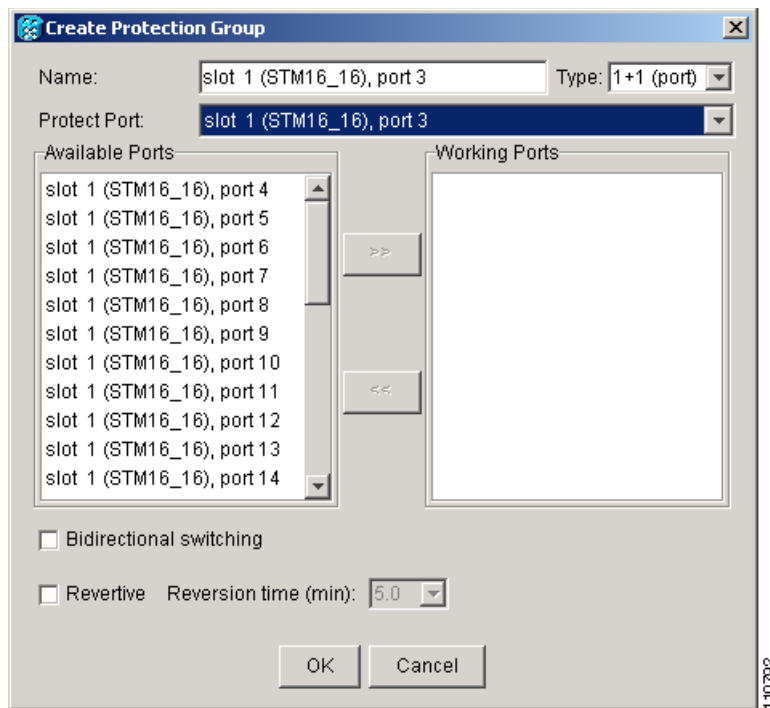 Create Protection Group
Name: slot 1 (STM16_16), port 3 Type: 1+1 (port)
Protect Port: slot 1 (STM16_16), port 3
Available Ports
slot 1 (STM16_16), port 4
slot 1 (STM16_16), port 5
slot 1 (STM16_16), port 6
slot 1 (STM16_16), port 7
slot 1 (STM16_16), port 8
slot 1 (STM16_16), port 9
slot 1 (STM16_16), port 10
slot 1 (STM16_16), port 11
slot 1 (STM16_16), port 12
slot 1 (STM16_16), port 13
slot 1 (STM16_16), port 14
>>
<<
Working Ports
Bidirectional switching
Revertive Reversion time (min): 5.0
OK Cancel